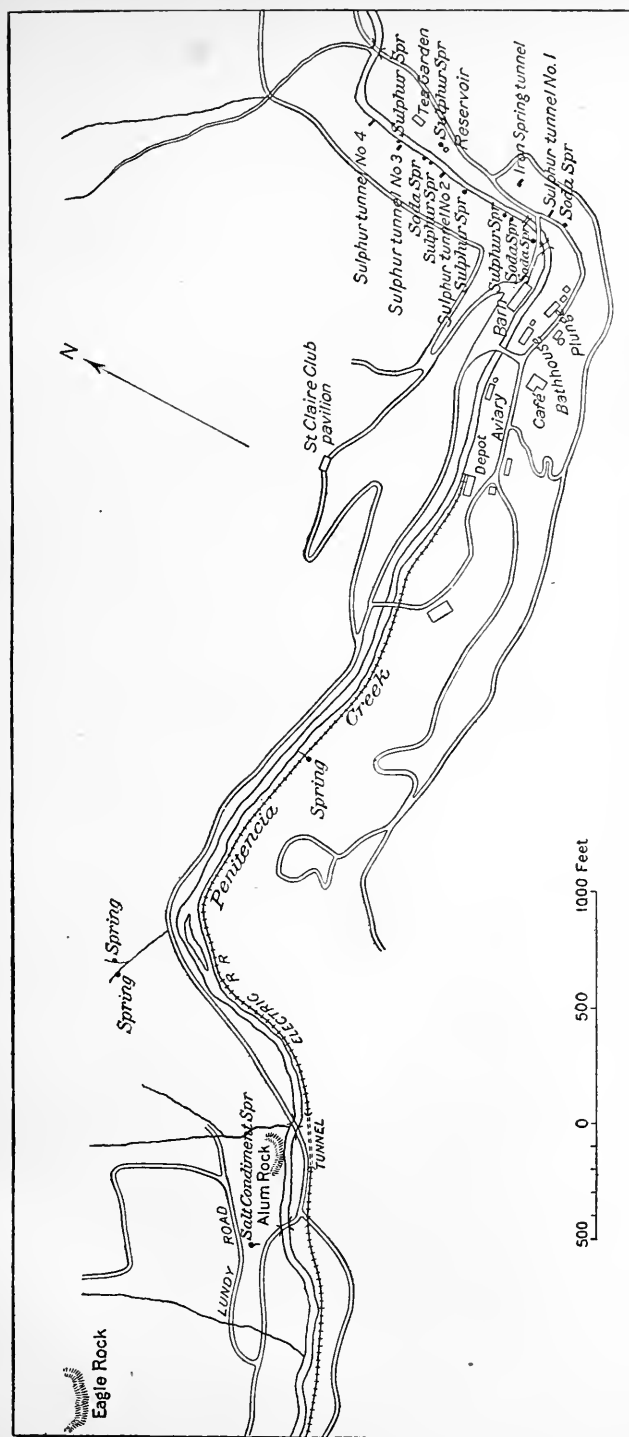 N
Eagle Rock
LUNDY ROAD
Salt Condiment Spr
Alum Rock
TUNNEL
ELECTRIC R R
Spring
Spring
Penitencia Creek
Spring
St Claire Club
pavilion
Depot
Aviary
Café
Bathhous
Plung
Barn
Soda Spr
Soda Spr
Sulphur Spr
Sulphur Spr
Sulphur tunnel No 2
Sulphur Spr
Soda Spr
Sulphur tunnel No 3
Sulphur tunnel No 4
Sulphur Spr
Tea Garden
Sulphur Spr
Reservoir
Iron Spring tunnel
Sulphur tunnel No. 1
Soda Spr
500 0 500 1000 Feet